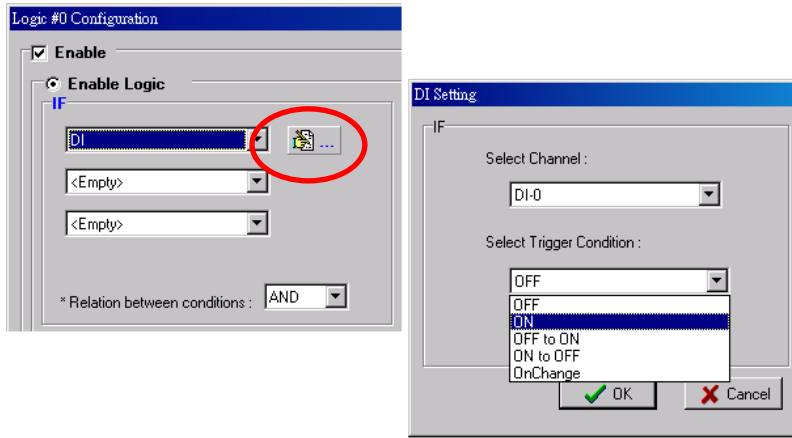 Logic #0 Configuration
Enable
Enable Logic
IF
DI
...
<Empty>
<Empty>
* Relation between conditions :
AND
DI Setting
IF
Select Channel :
DI-0
Select Trigger Condition :
OFF
OFF
ON
OFF to ON
ON to OFF
OnChange
OK
Cancel